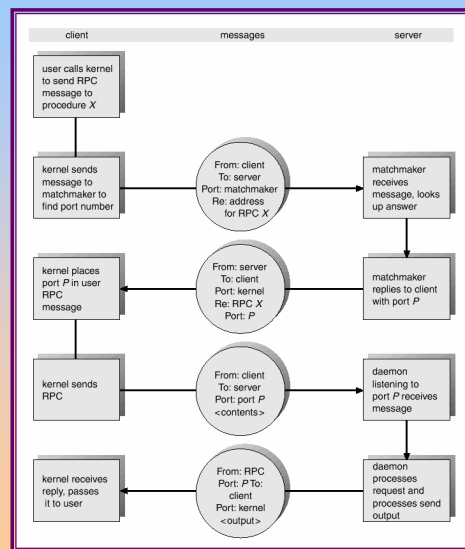 client messages server
user calls kernel
to send RPC
message to
procedure X
kernel sends
message to
matchmaker to
find port number
From: client
To: server
Port: matchmaker
Re: address
for RPC X
matchmaker
receives
message, looks
up answer
kernel places
port P in user
RPC
message
From: server
To: client
Port: kernel
Re: RPC X
Port: P
matchmaker
replies to client
with port P
kernel sends
RPC
From: client
To: server
Port: port P
<contents>
daemon
listening to
port P receives
message
kernel receives
reply, passes
it to user
From: RPC
Port: P To:
client
Port: kernel
<output>
daemon
processes
request and
processes send
output